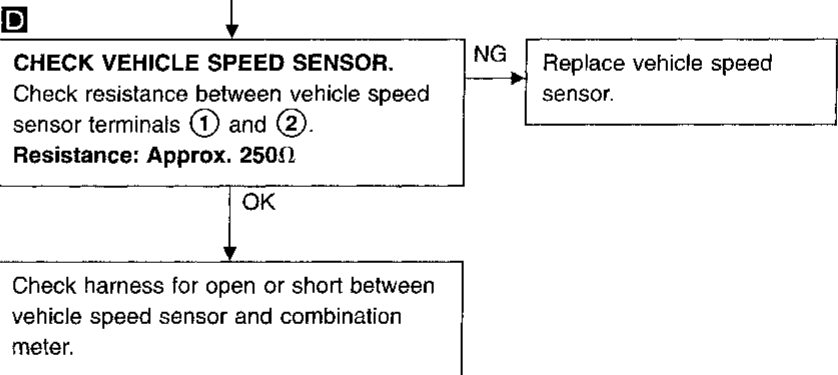 D
CHECK VEHICLE SPEED SENSOR.
Check resistance between vehicle speed
sensor terminals ① and ②.
Resistance: Approx. 250Ω
NG
Replace vehicle speed
sensor.
OK
Check harness for open or short between
vehicle speed sensor and combination
meter.